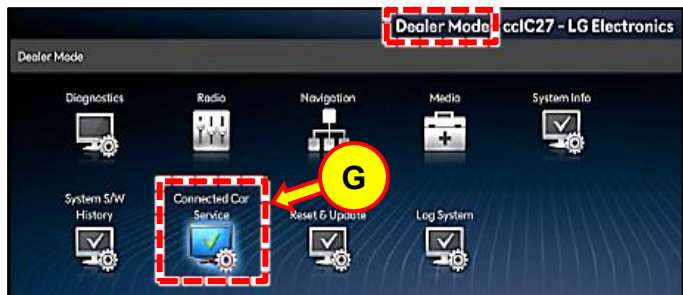 Dealer Mode ccIC27 - LG Electronics
Dealer Mode
Diagnostics Radio Navigation Media System Info
System S/W History
Connected Car Service
Reset & Update
Log System
G